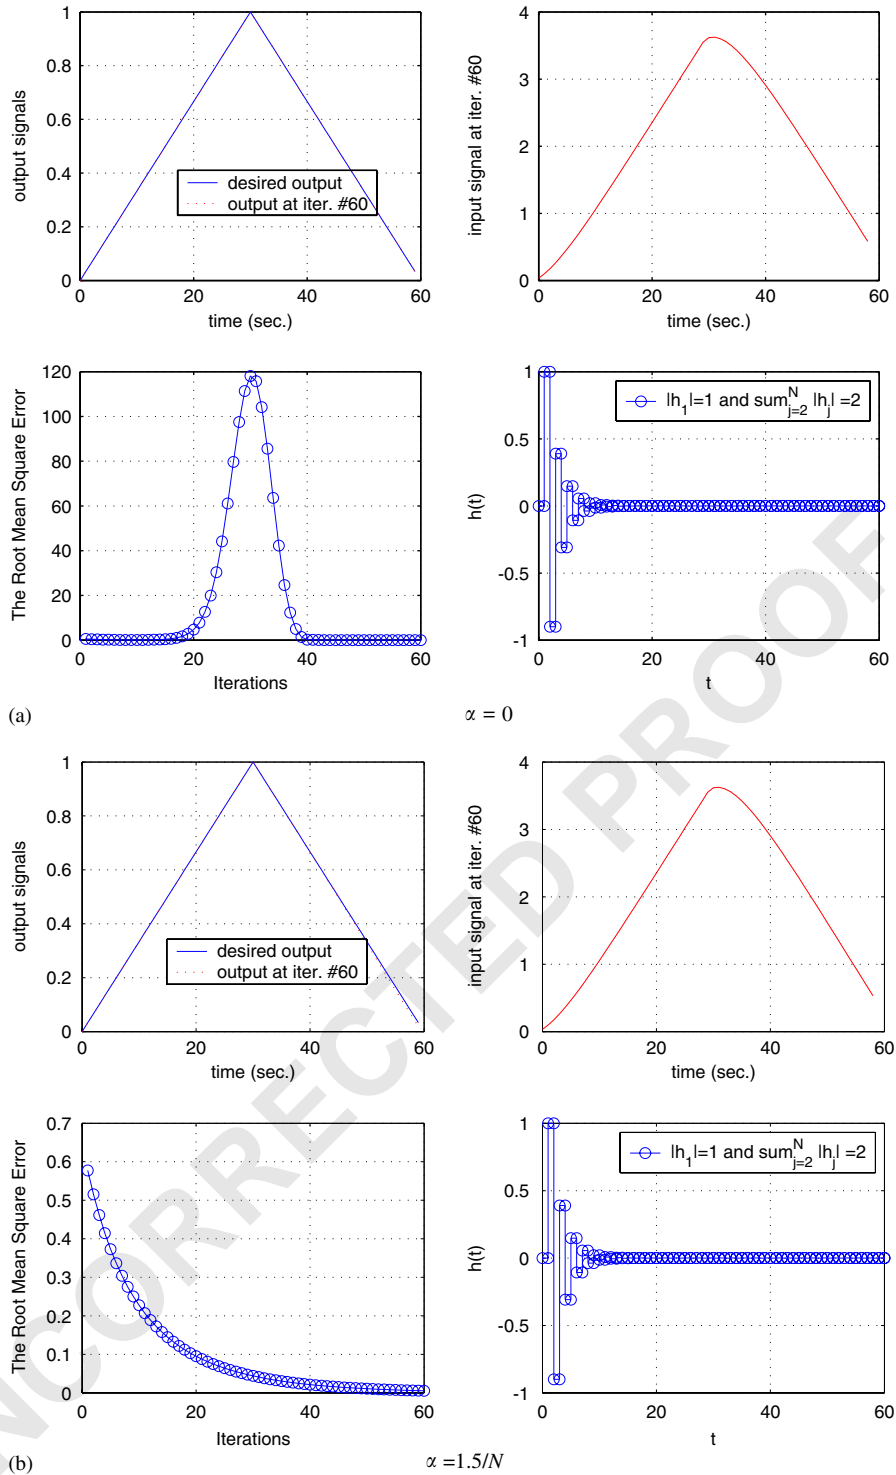 1
0.8
0.6
0.4
0.2
0
output signals
desired output
output at iter. #60
0 20 40 60
time (sec.)
4
3
2
1
0
input signal at iter. #60
0 20 40 60
time (sec.)
120
100
80
60
40
20
0
The Root Mean Square Error
0 20 40 60
Iterations
1
0.5
0
-0.5
-1
h(t)
|h1|=1 and sumNj=2 |hj| =2
0 20 40 60
t
(a)
α = 0
1
0.8
0.6
0.4
0.2
0
output signals
desired output
output at iter. #60
0 20 40 60
time (sec.)
4
3
2
1
0
input signal at iter. #60
0 20 40 60
time (sec.)
0.7
0.6
0.5
0.4
0.3
0.2
0.1
0
The Root Mean Square Error
0 20 40 60
Iterations
1
0.5
0
-0.5
-1
h(t)
|h1|=1 and sumNj=2 |hj| =2
0 20 40 60
t
(b)
α =1.5/N
NCORRECTED PROOF